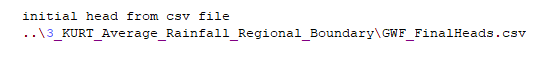 initial head from csv file
..\3_KURT_Average_Rainfall_Regional_Boundary\GWF_FinalHeads.csv